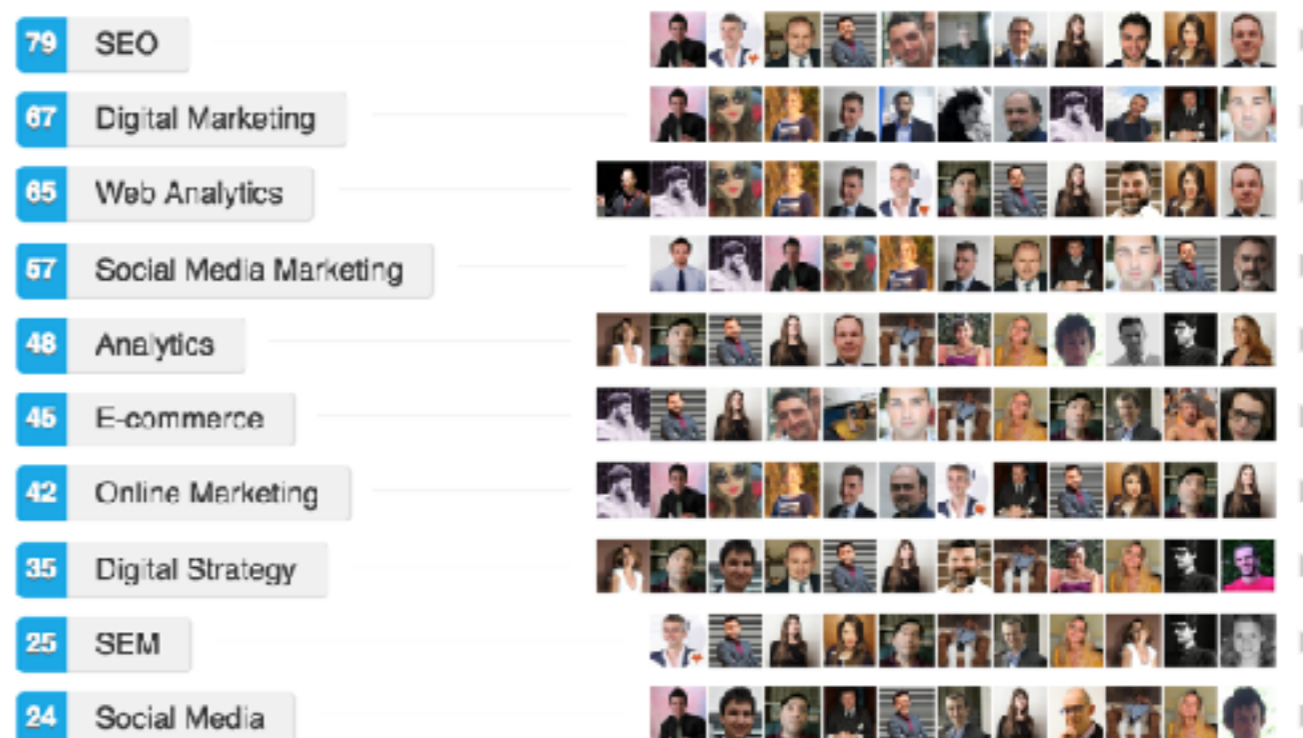 79 SEO
67 Digital Marketing
65 Web Analytics
57 Social Media Marketing
48 Analytics
45 E-commerce
42 Online Marketing
35 Digital Strategy
25 SEM
24 Social Media